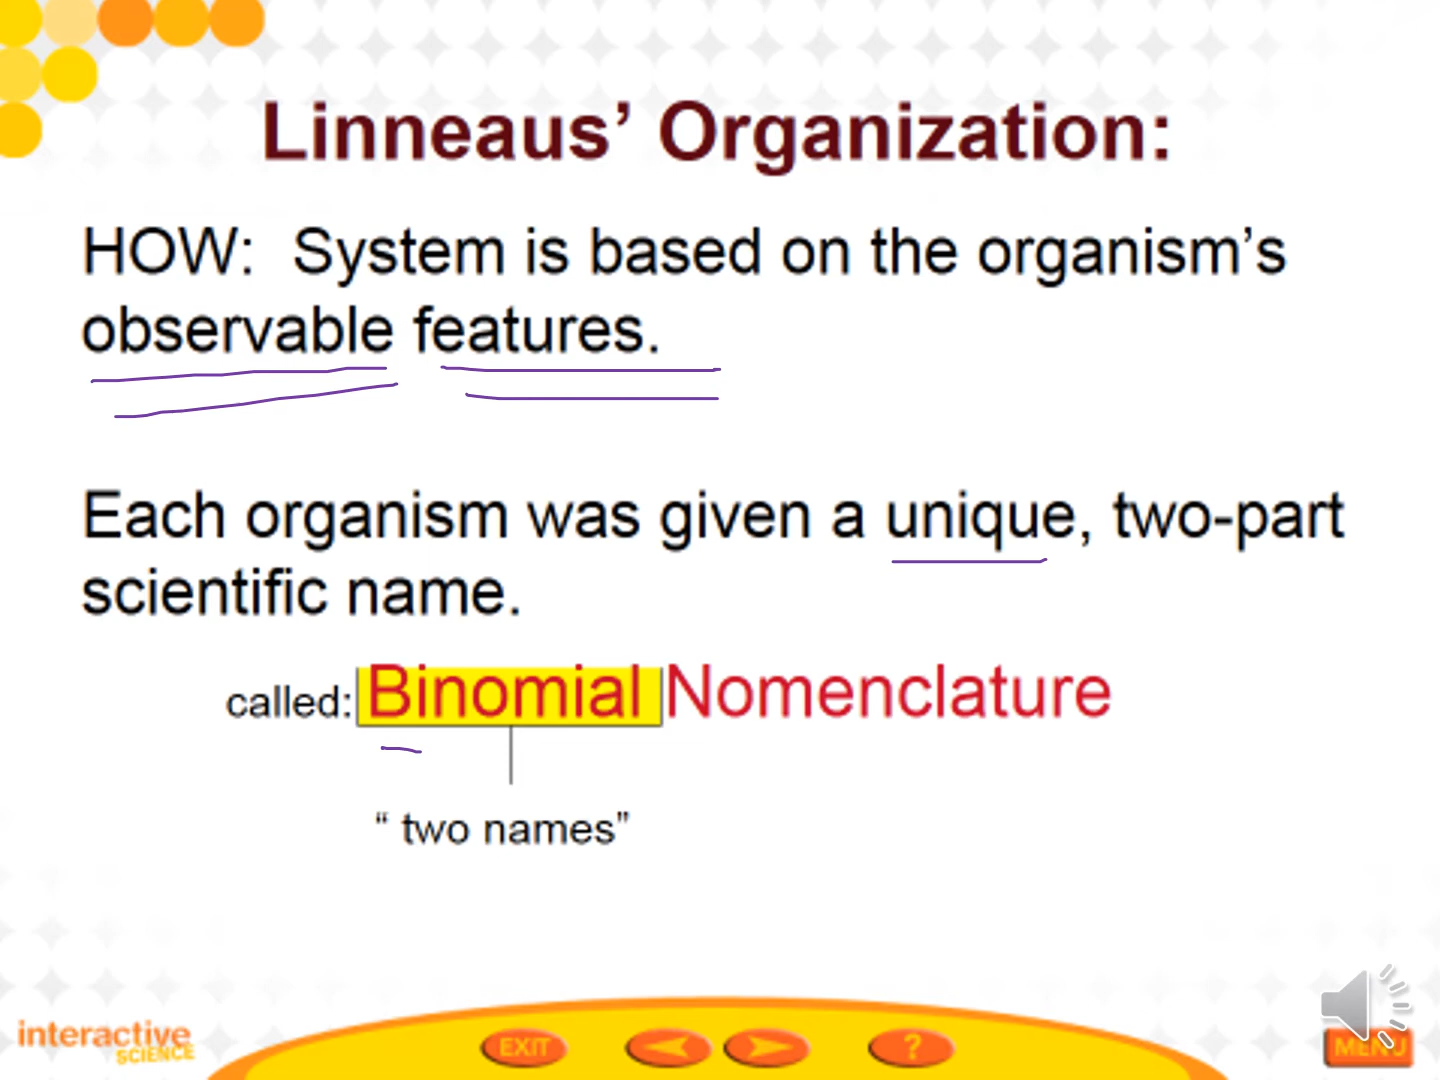 Linneaus’ Organization:
HOW:  System is based on the organism’s
observable features.
Each organism was given a unique, two-part
scientific name.
called: Binomial Nomenclature
“ two names”
interactive
SCIENCE
EXIT
?
MENU